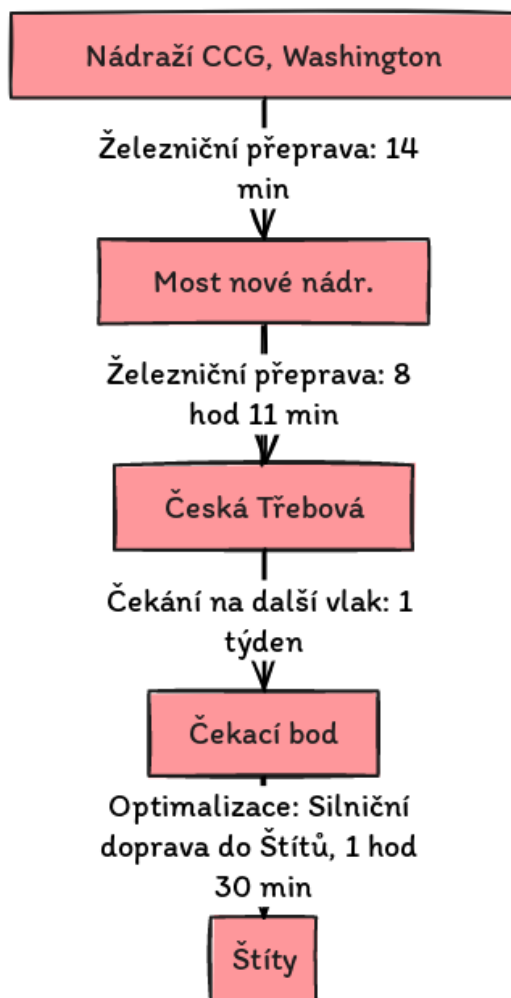 Nádraží CCG, Washington
Železniční přeprava: 14
min
Most nové nádr.
Železniční přeprava: 8
hod 11 min
Česká Třebová
Čekání na další vlak: 1
týden
Čekací bod
Optimalizace: Silniční
doprava do Štítů, 1 hod
30 min
Štíty